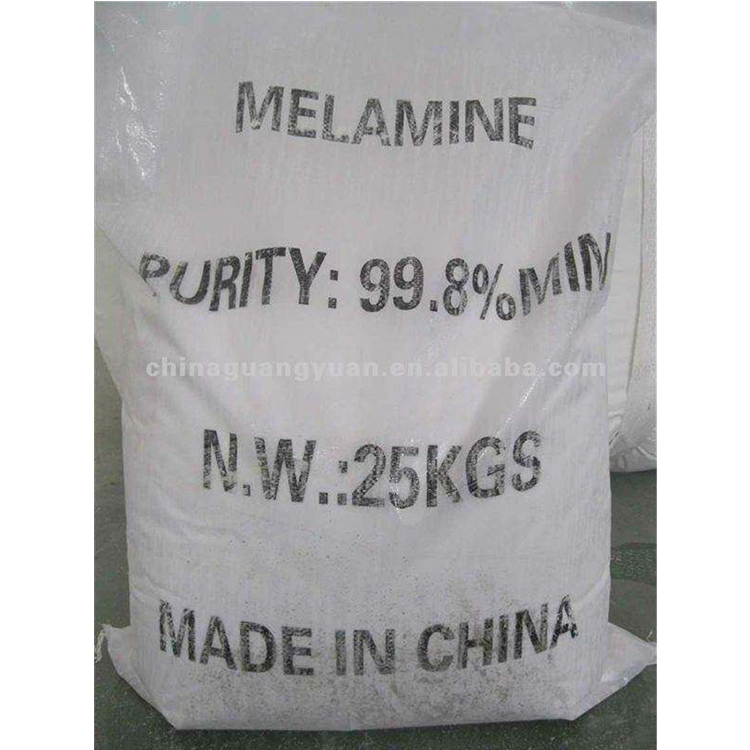 MELAMINE
PURITY: 99.8%MIN
chinaguangyuan.en.alibaba.com
N.W.:25KGS
MADE IN CHINA